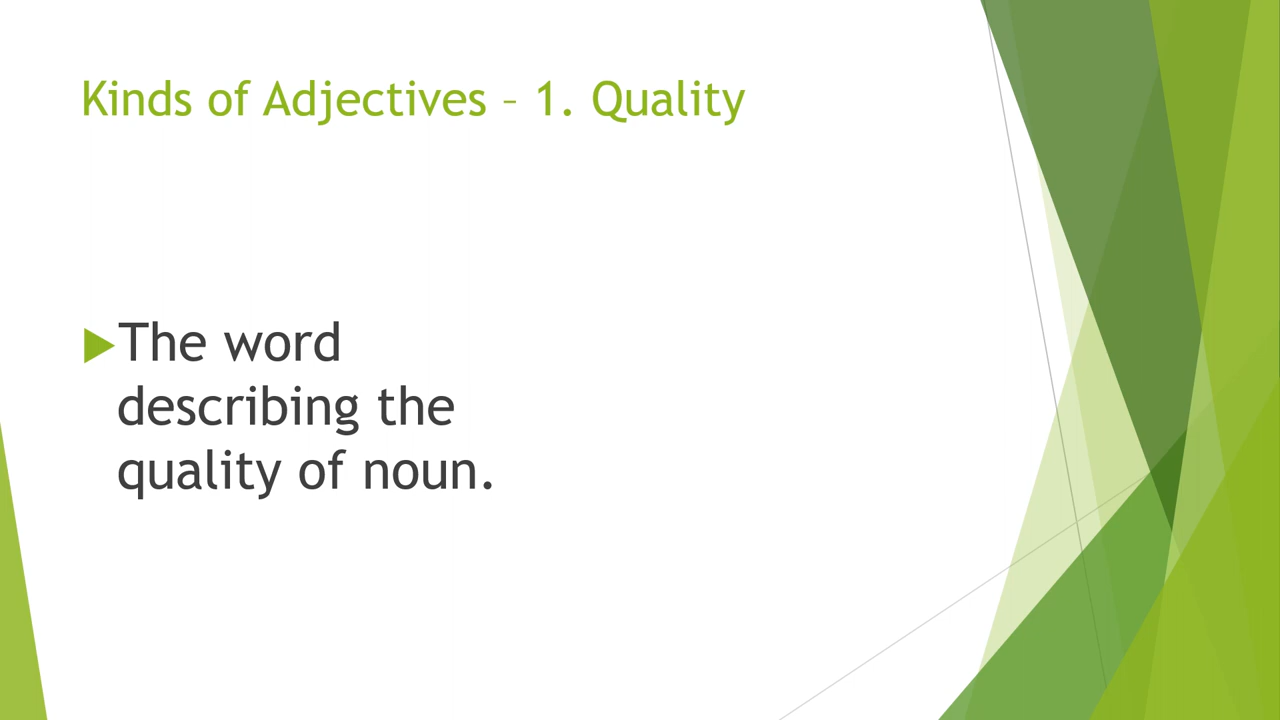 Kinds of Adjectives – 1. Quality
The word
describing the
quality of noun.